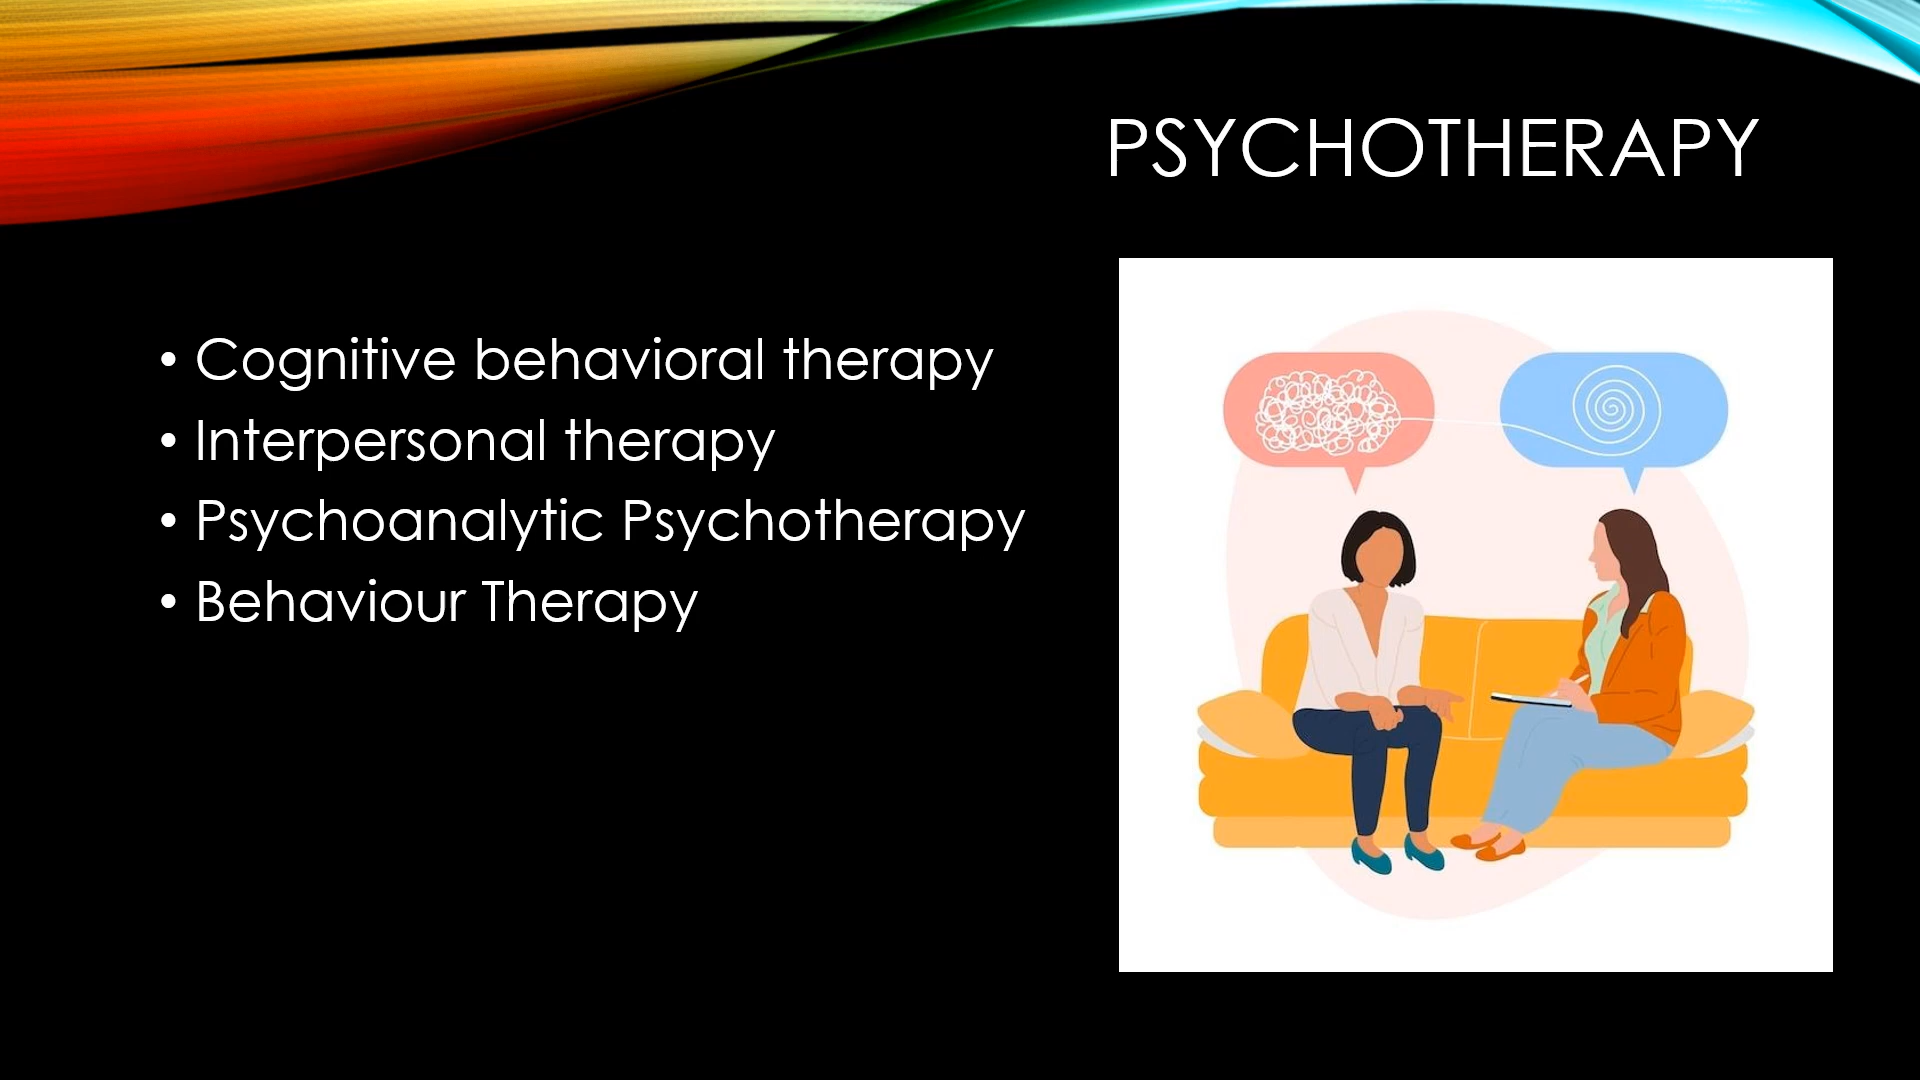 PSYCHOTHERAPY
• Cognitive behavioral therapy
• Interpersonal therapy
• Psychoanalytic Psychotherapy
• Behaviour Therapy